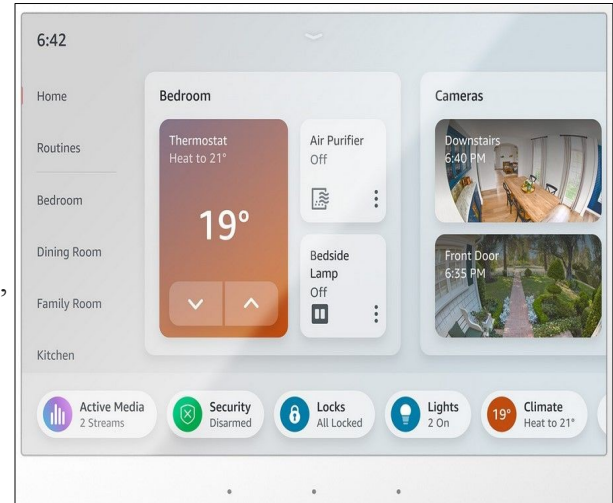 6:42
Home
Routines
Bedroom
Dining Room
Family Room
Kitchen
Bedroom
Thermostat
Heat to 21°
19°
Air Purifier
Off
Bedside
Lamp
Off
Cameras
Downstairs
6:40 PM
Front Door
6:35 PM
Active Media
2 Streams
Security
Disarmed
Locks
All Locked
Lights
2 On
19°
Climate
Heat to 21°
,